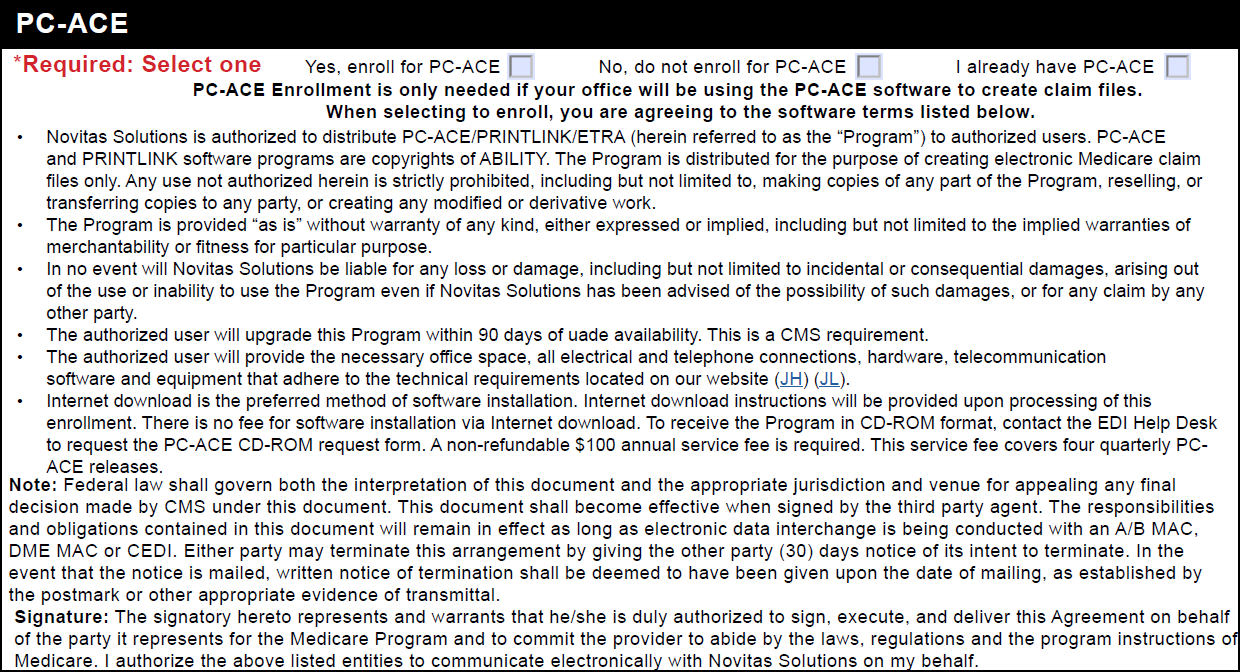 PC-ACE
*Required: Select one Yes, enroll for PC-ACE No, do not enroll for PC-ACE I already have PC-ACE
PC-ACE Enrollment is only needed if your office will be using the PC-ACE software to create claim files.
When selecting to enroll, you are agreeing to the software terms listed below.
• Novitas Solutions is authorized to distribute PC-ACE/PRINTLINK/ETRA (herein referred to as the “Program”) to authorized users. PC-ACE
and PRINTLINK software programs are copyrights of ABILITY. The Program is distributed for the purpose of creating electronic Medicare claim
files only. Any use not authorized herein is strictly prohibited, including but not limited to, making copies of any part of the Program, reselling, or
transferring copies to any party, or creating any modified or derivative work.
• The Program is provided “as is” without warranty of any kind, either expressed or implied, including but not limited to the implied warranties of
merchantability or fitness for particular purpose.
• In no event will Novitas Solutions be liable for any loss or damage, including but not limited to incidental or consequential damages, arising out
of the use or inability to use the Program even if Novitas Solutions has been advised of the possibility of such damages, or for any claim by any
other party.
• The authorized user will upgrade this Program within 90 days of uade availability. This is a CMS requirement.
• The authorized user will provide the necessary office space, all electrical and telephone connections, hardware, telecommunication
software and equipment that adhere to the technical requirements located on our website (JH) (JL).
• Internet download is the preferred method of software installation. Internet download instructions will be provided upon processing of this
enrollment. There is no fee for software installation via Internet download. To receive the Program in CD-ROM format, contact the EDI Help Desk
to request the PC-ACE CD-ROM request form. A non-refundable $100 annual service fee is required. This service fee covers four quarterly PC-
ACE releases.
Note: Federal law shall govern both the interpretation of this document and the appropriate jurisdiction and venue for appealing any final
decision made by CMS under this document. This document shall become effective when signed by the third party agent. The responsibilities
and obligations contained in this document will remain in effect as long as electronic data interchange is being conducted with an A/B MAC,
DME MAC or CEDI. Either party may terminate this arrangement by giving the other party (30) days notice of its intent to terminate. In the
event that the notice is mailed, written notice of termination shall be deemed to have been given upon the date of mailing, as established by
the postmark or other appropriate evidence of transmittal.
Signature: The signatory hereto represents and warrants that he/she is duly authorized to sign, execute, and deliver this Agreement on behalf
of the party it represents for the Medicare Program and to commit the provider to abide by the laws, regulations and the program instructions of
Medicare. I authorize the above listed entities to communicate electronically with Novitas Solutions on my behalf.